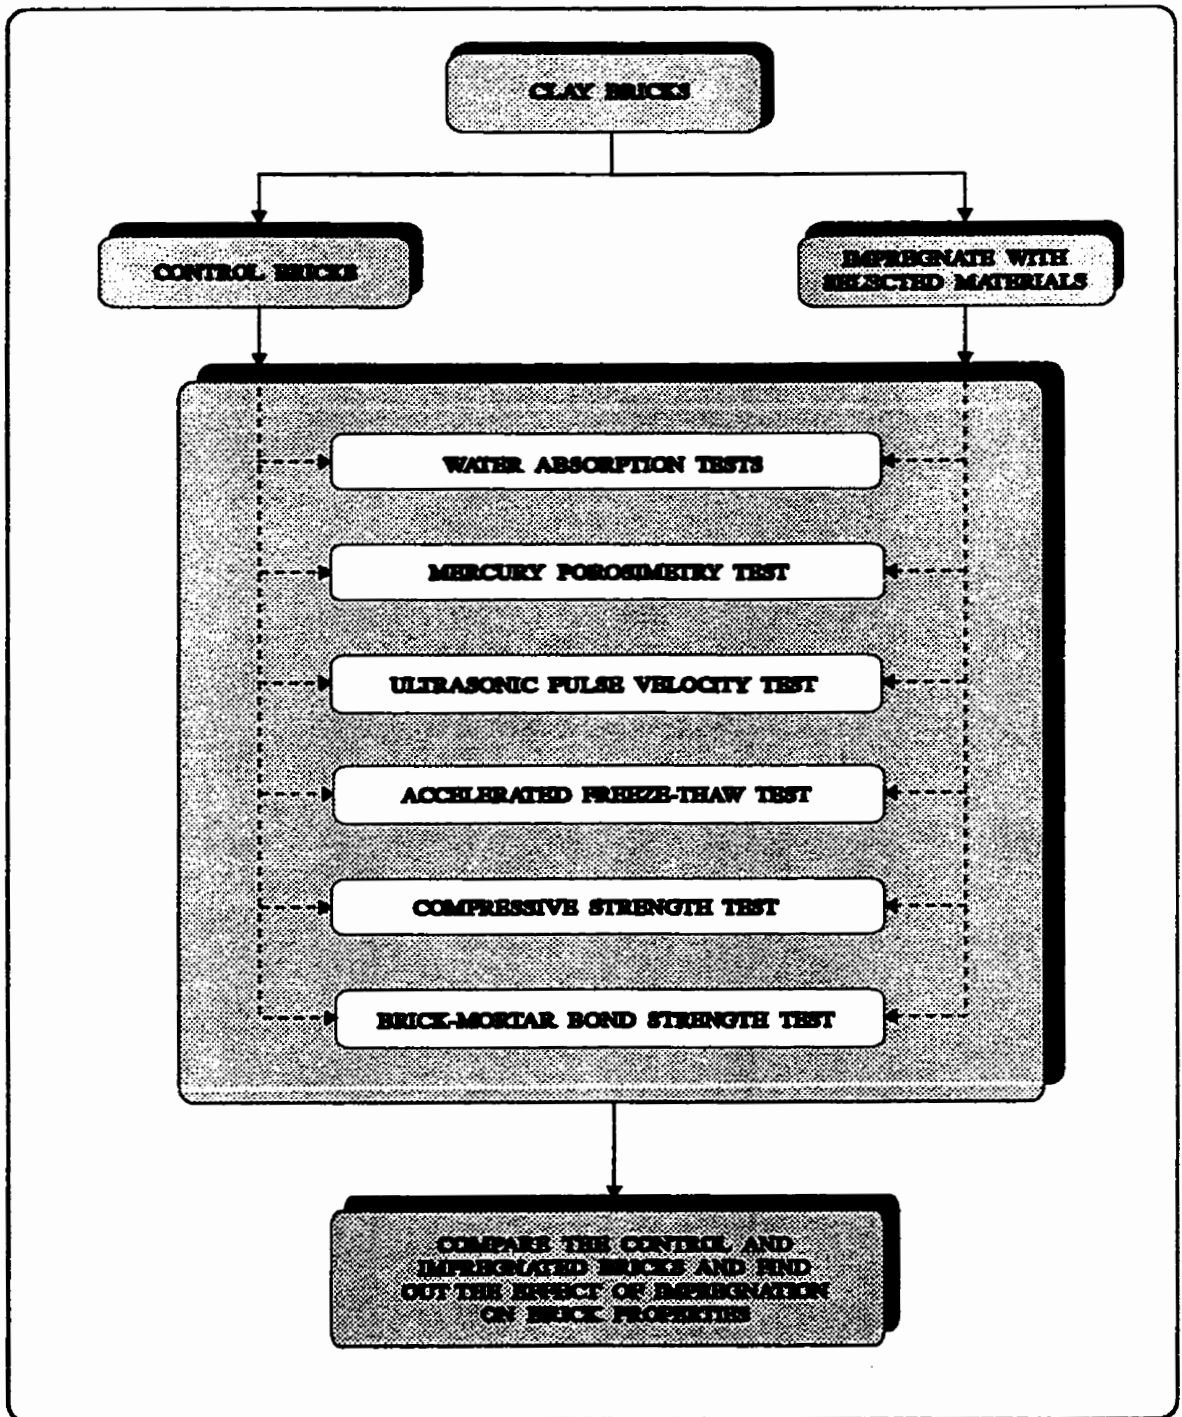 CLAY BRICKS
CONTROL BRICKS
IMPREGNATE WITH
SELECTED MATERIALS
WATER ABSORPTION TESTS
MERCURY POROSIMETRY TEST
ULTRASONIC PULSE VELOCITY TEST
ACCELERATED FREEZE-THAW TEST
COMPRESSIVE STRENGTH TEST
BRICK-MORTAR BOND STRENGTH TEST
COMPARE THE CONTROL AND
IMPREGNATED BRICKS AND FIND
OUT THE EFFECT OF IMPREGNATION
ON BRICK PROPERTIES